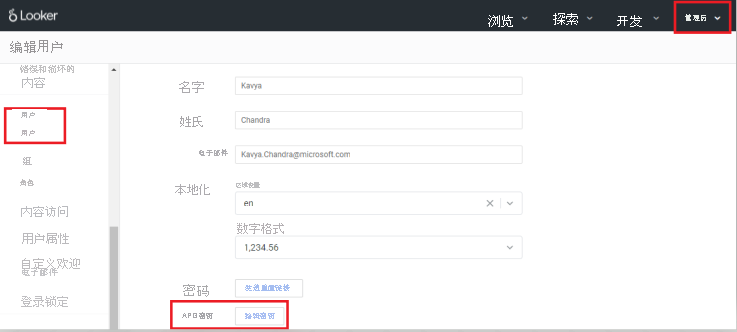 Looker
浏览
探索
开发
管理员
编辑用户
错误和损坏的
内容
用户
用户
组
角色
内容访问
用户属性
自定义欢迎
电子邮件
登录锁定
名字
Kavya
姓氏
Chandra
电子邮件
Kavya.Chandra@microsoft.com
本地化
区域设置
en
数字格式
1,234.56
密码
发送重置链接
API3密钥
编辑密钥